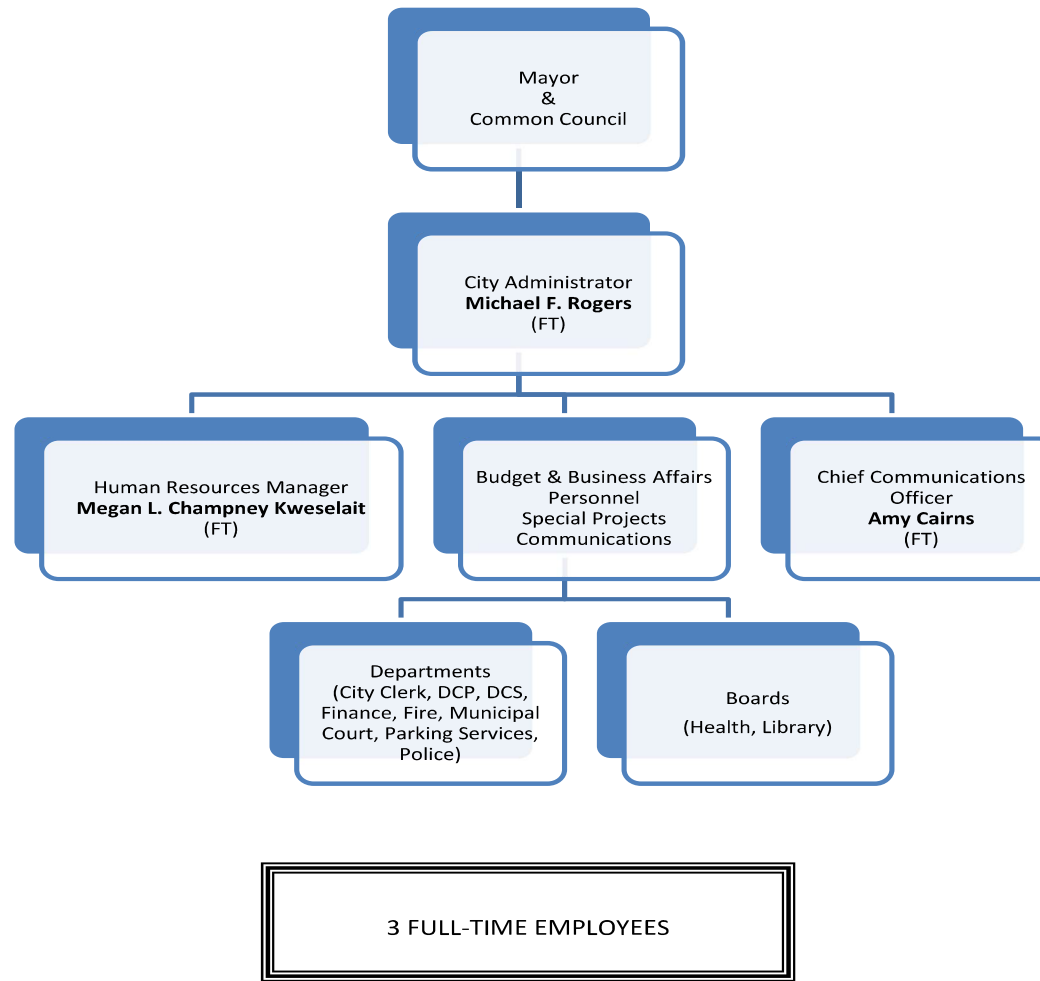 Mayor
&
Common Council
City Administrator
Michael F. Rogers
(FT)
Human Resources Manager
Megan L. Champney Kweselait
(FT)
Budget & Business Affairs
Personnel
Special Projects
Communications
Chief Communications
Officer
Amy Cairns
(FT)
Departments
(City Clerk, DCP, DCS,
Finance, Fire, Municipal
Court, Parking Services,
Police)
Boards
(Health, Library)
3 FULL-TIME EMPLOYEES